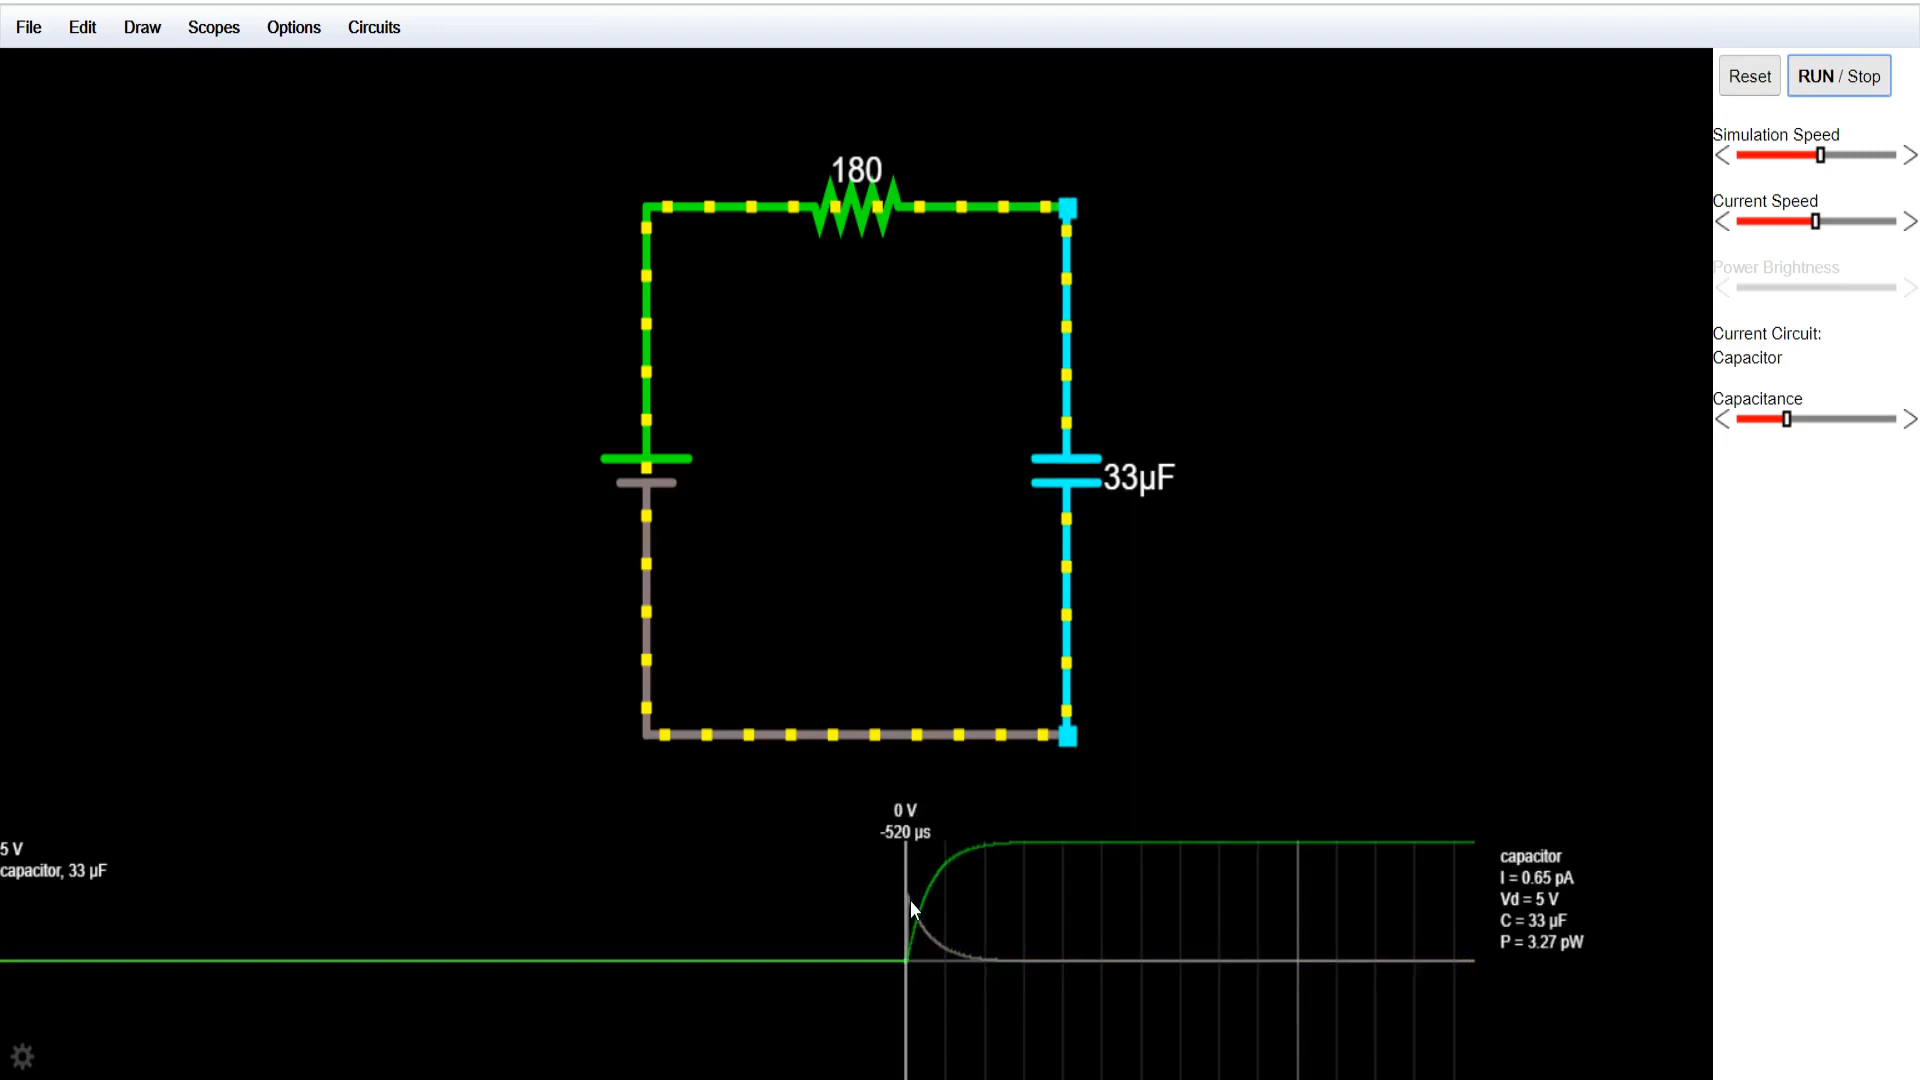 File Edit Draw Scopes Options Circuits
Reset RUN / Stop
Simulation Speed
Current Speed
Power Brightness
Current Circuit:
Capacitor
Capacitance
180
33µF
0 V
-520 µs
5 V
capacitor, 33 µF
capacitor
I = 0.65 pA
Vd = 5 V
C = 33 µF
P = 3.27 pW